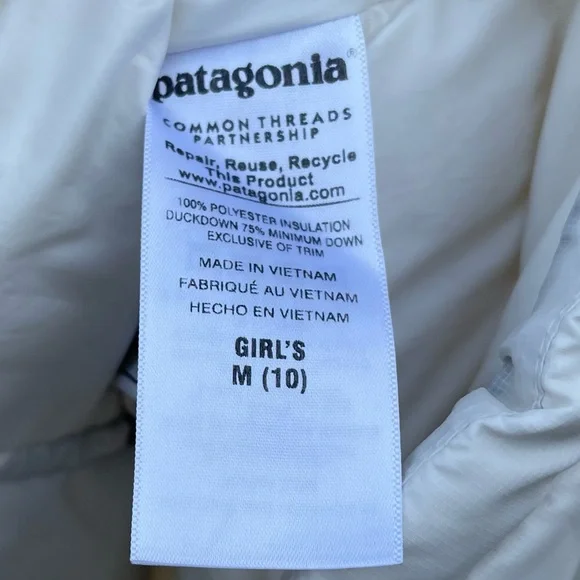 patagonia®
COMMON THREADS
PARTNERSHIP
Repair, Reuse, Recycle
This Product
www.patagonia.com
100% POLYESTER INSULATION
DUCKDOWN 75% MINIMUM DOWN
EXCLUSIVE OF TRIM
MADE IN VIETNAM
FABRIQUÉ AU VIETNAM
HECHO EN VIETNAM
GIRL'S
M (10)